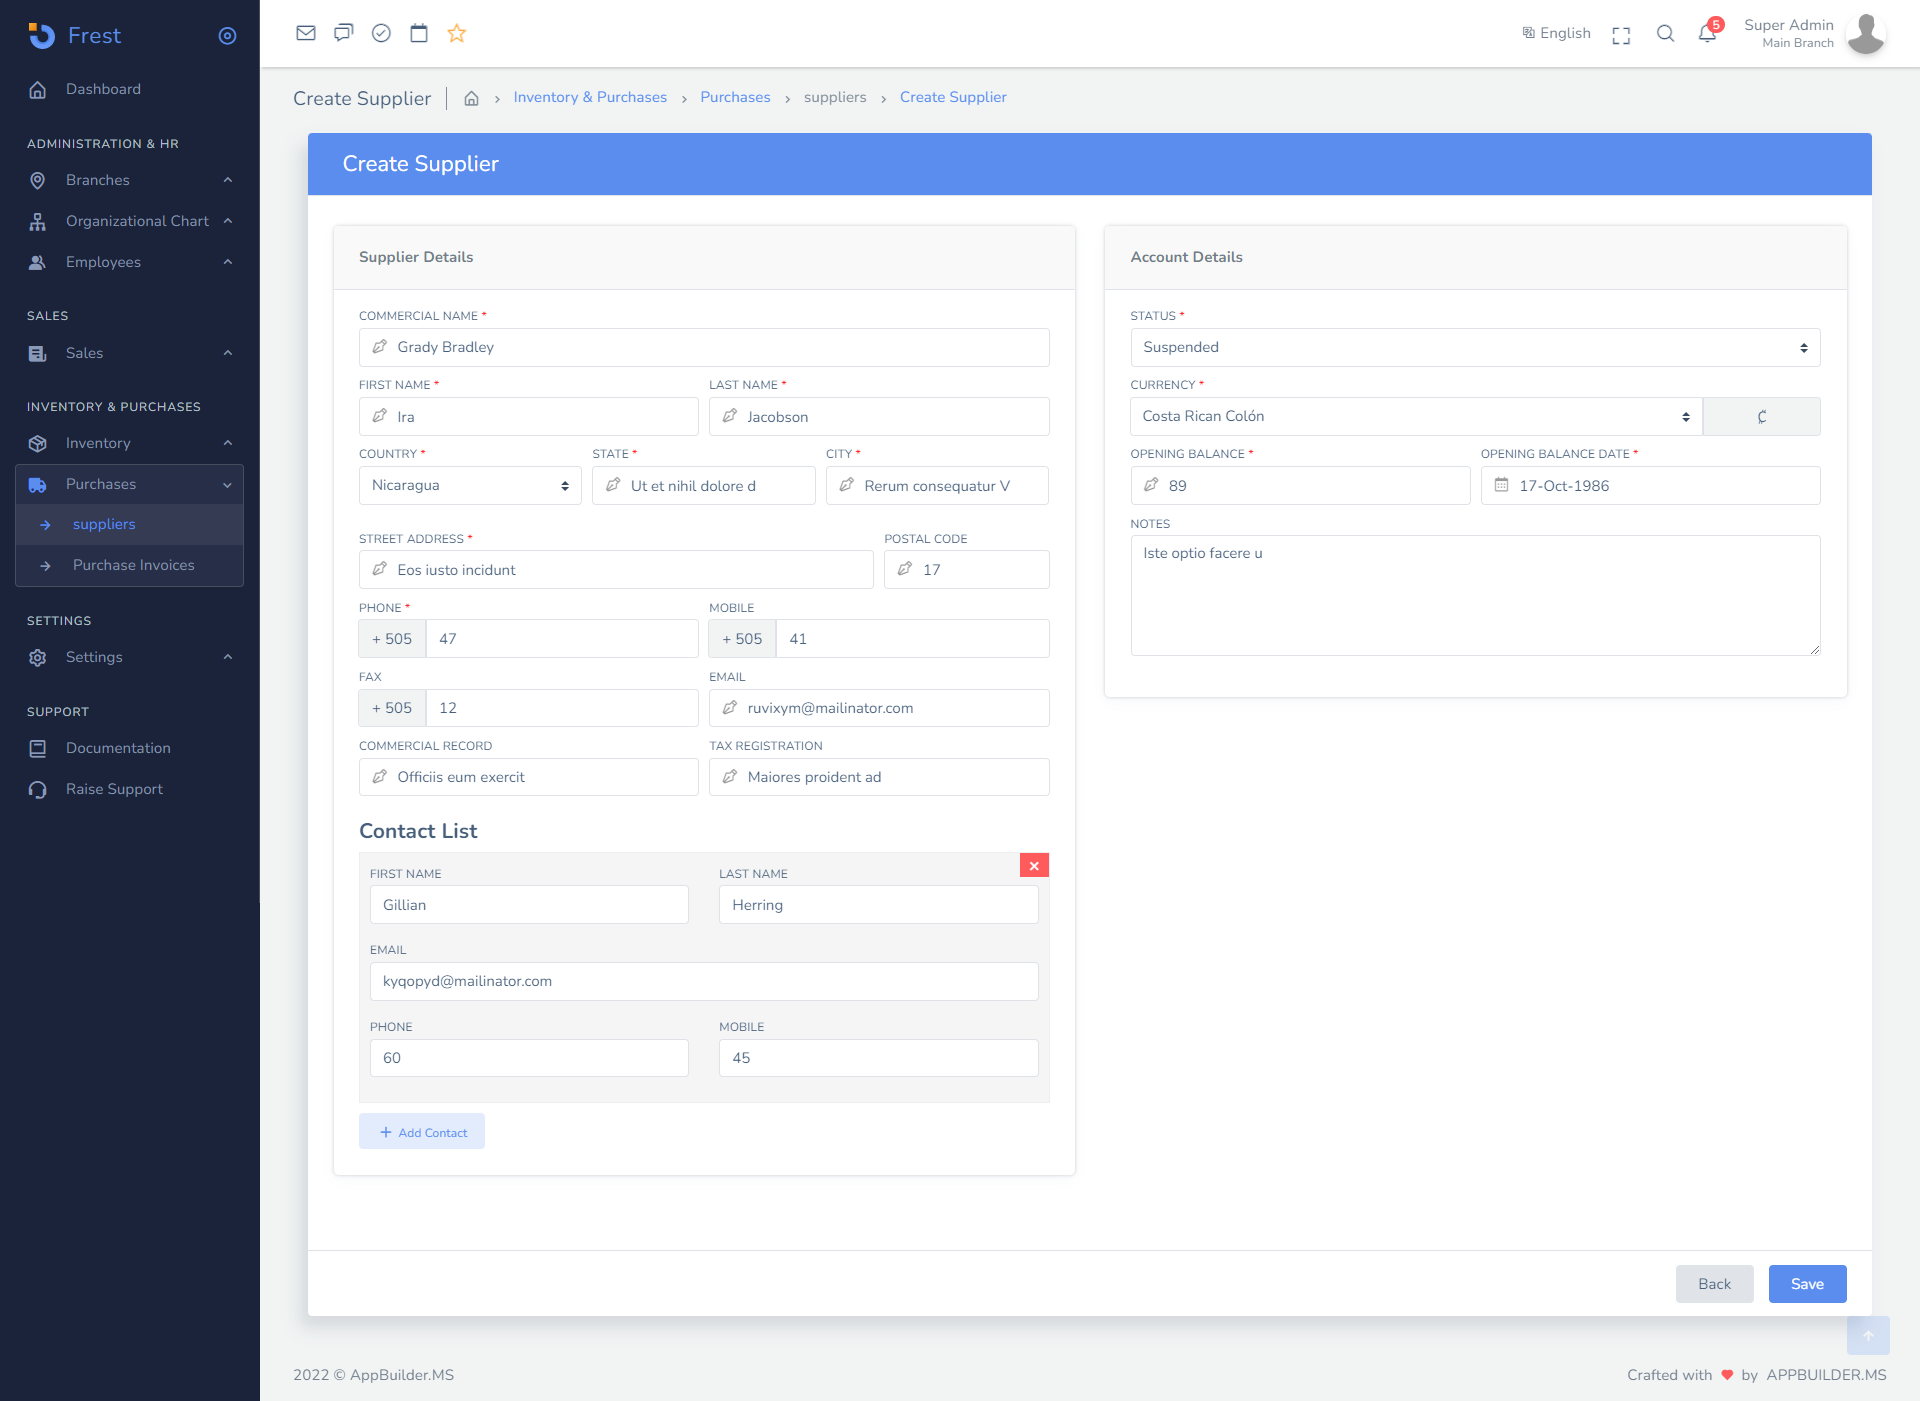 Frest
Dashboard
ADMINISTRATION & HR
Branches
Organizational Chart
Employees
SALES
Sales
INVENTORY & PURCHASES
Inventory
Purchases
suppliers
Purchase Invoices
SETTINGS
Settings
SUPPORT
Documentation
Raise Support
English
5
Super Admin
Main Branch
Create Supplier
Inventory & Purchases
Purchases
suppliers
Create Supplier
Create Supplier
Supplier Details
COMMERCIAL NAME *
Grady Bradley
FIRST NAME * LAST NAME *
Ira Jacobson
COUNTRY * STATE * CITY *
Nicaragua Ut et nihil dolore d Rerum consequatur V
STREET ADDRESS * POSTAL CODE
Eos iusto incidunt 17
PHONE * MOBILE
+ 505 47 + 505 41
FAX EMAIL
+ 505 12 ruvixym@mailinator.com
COMMERCIAL RECORD TAX REGISTRATION
Officiis eum exercit Maiores proident ad
Contact List
FIRST NAME LAST NAME
Gillian Herring
EMAIL
kyqopyd@mailinator.com
PHONE MOBILE
60 45
+ Add Contact
Account Details
STATUS *
Suspended
CURRENCY *
Costa Rican Colón ₡
OPENING BALANCE * OPENING BALANCE DATE *
89 17-Oct-1986
NOTES
Iste optio facere u
Back Save
2022 © AppBuilder.MS
Crafted with ♥ by APPBUILDER.MS